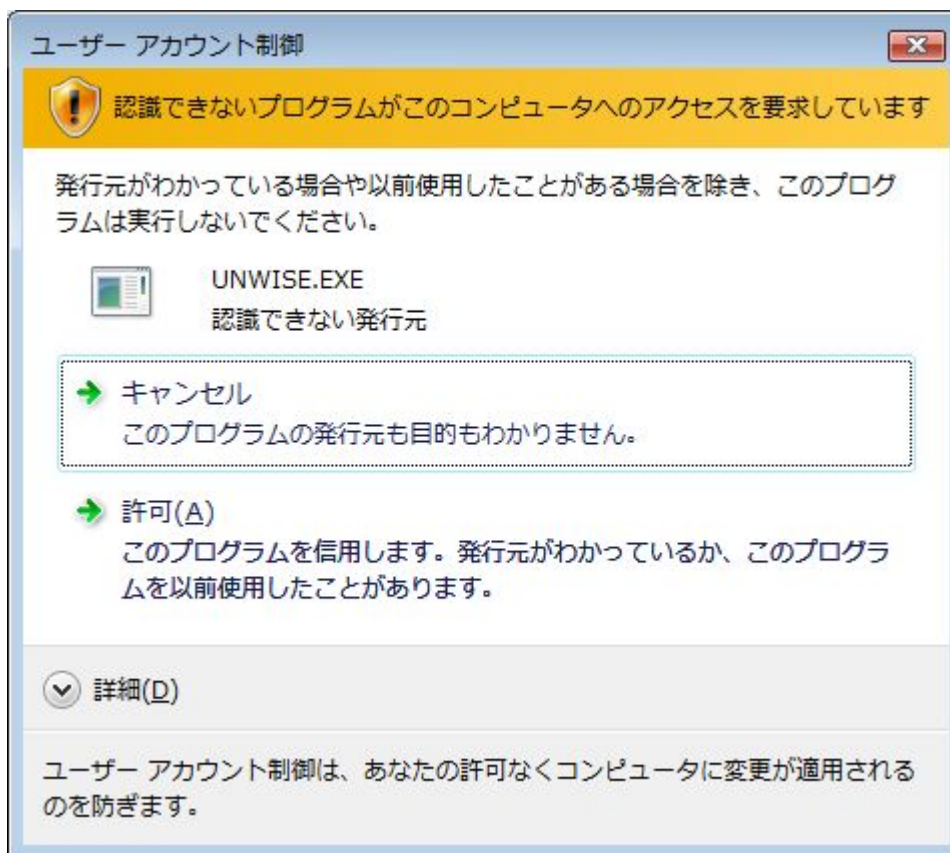 ユーザー アカウント制御
認識できないプログラムがこのコンピュータへのアクセスを要求しています
発行元がわかっている場合や以前使用したことがある場合を除き、このプログ
ラムは実行しないでください。
UNWISE.EXE
認識できない発行元
キャンセル
このプログラムの発行元も目的もわかりません。
許可(A)
このプログラムを信用します。発行元がわかっているか、このプログラ
ムを以前使用したことがあります。
詳細(D)
ユーザー アカウント制御は、あなたの許可なくコンピュータに変更が適用される
のを防ぎます。